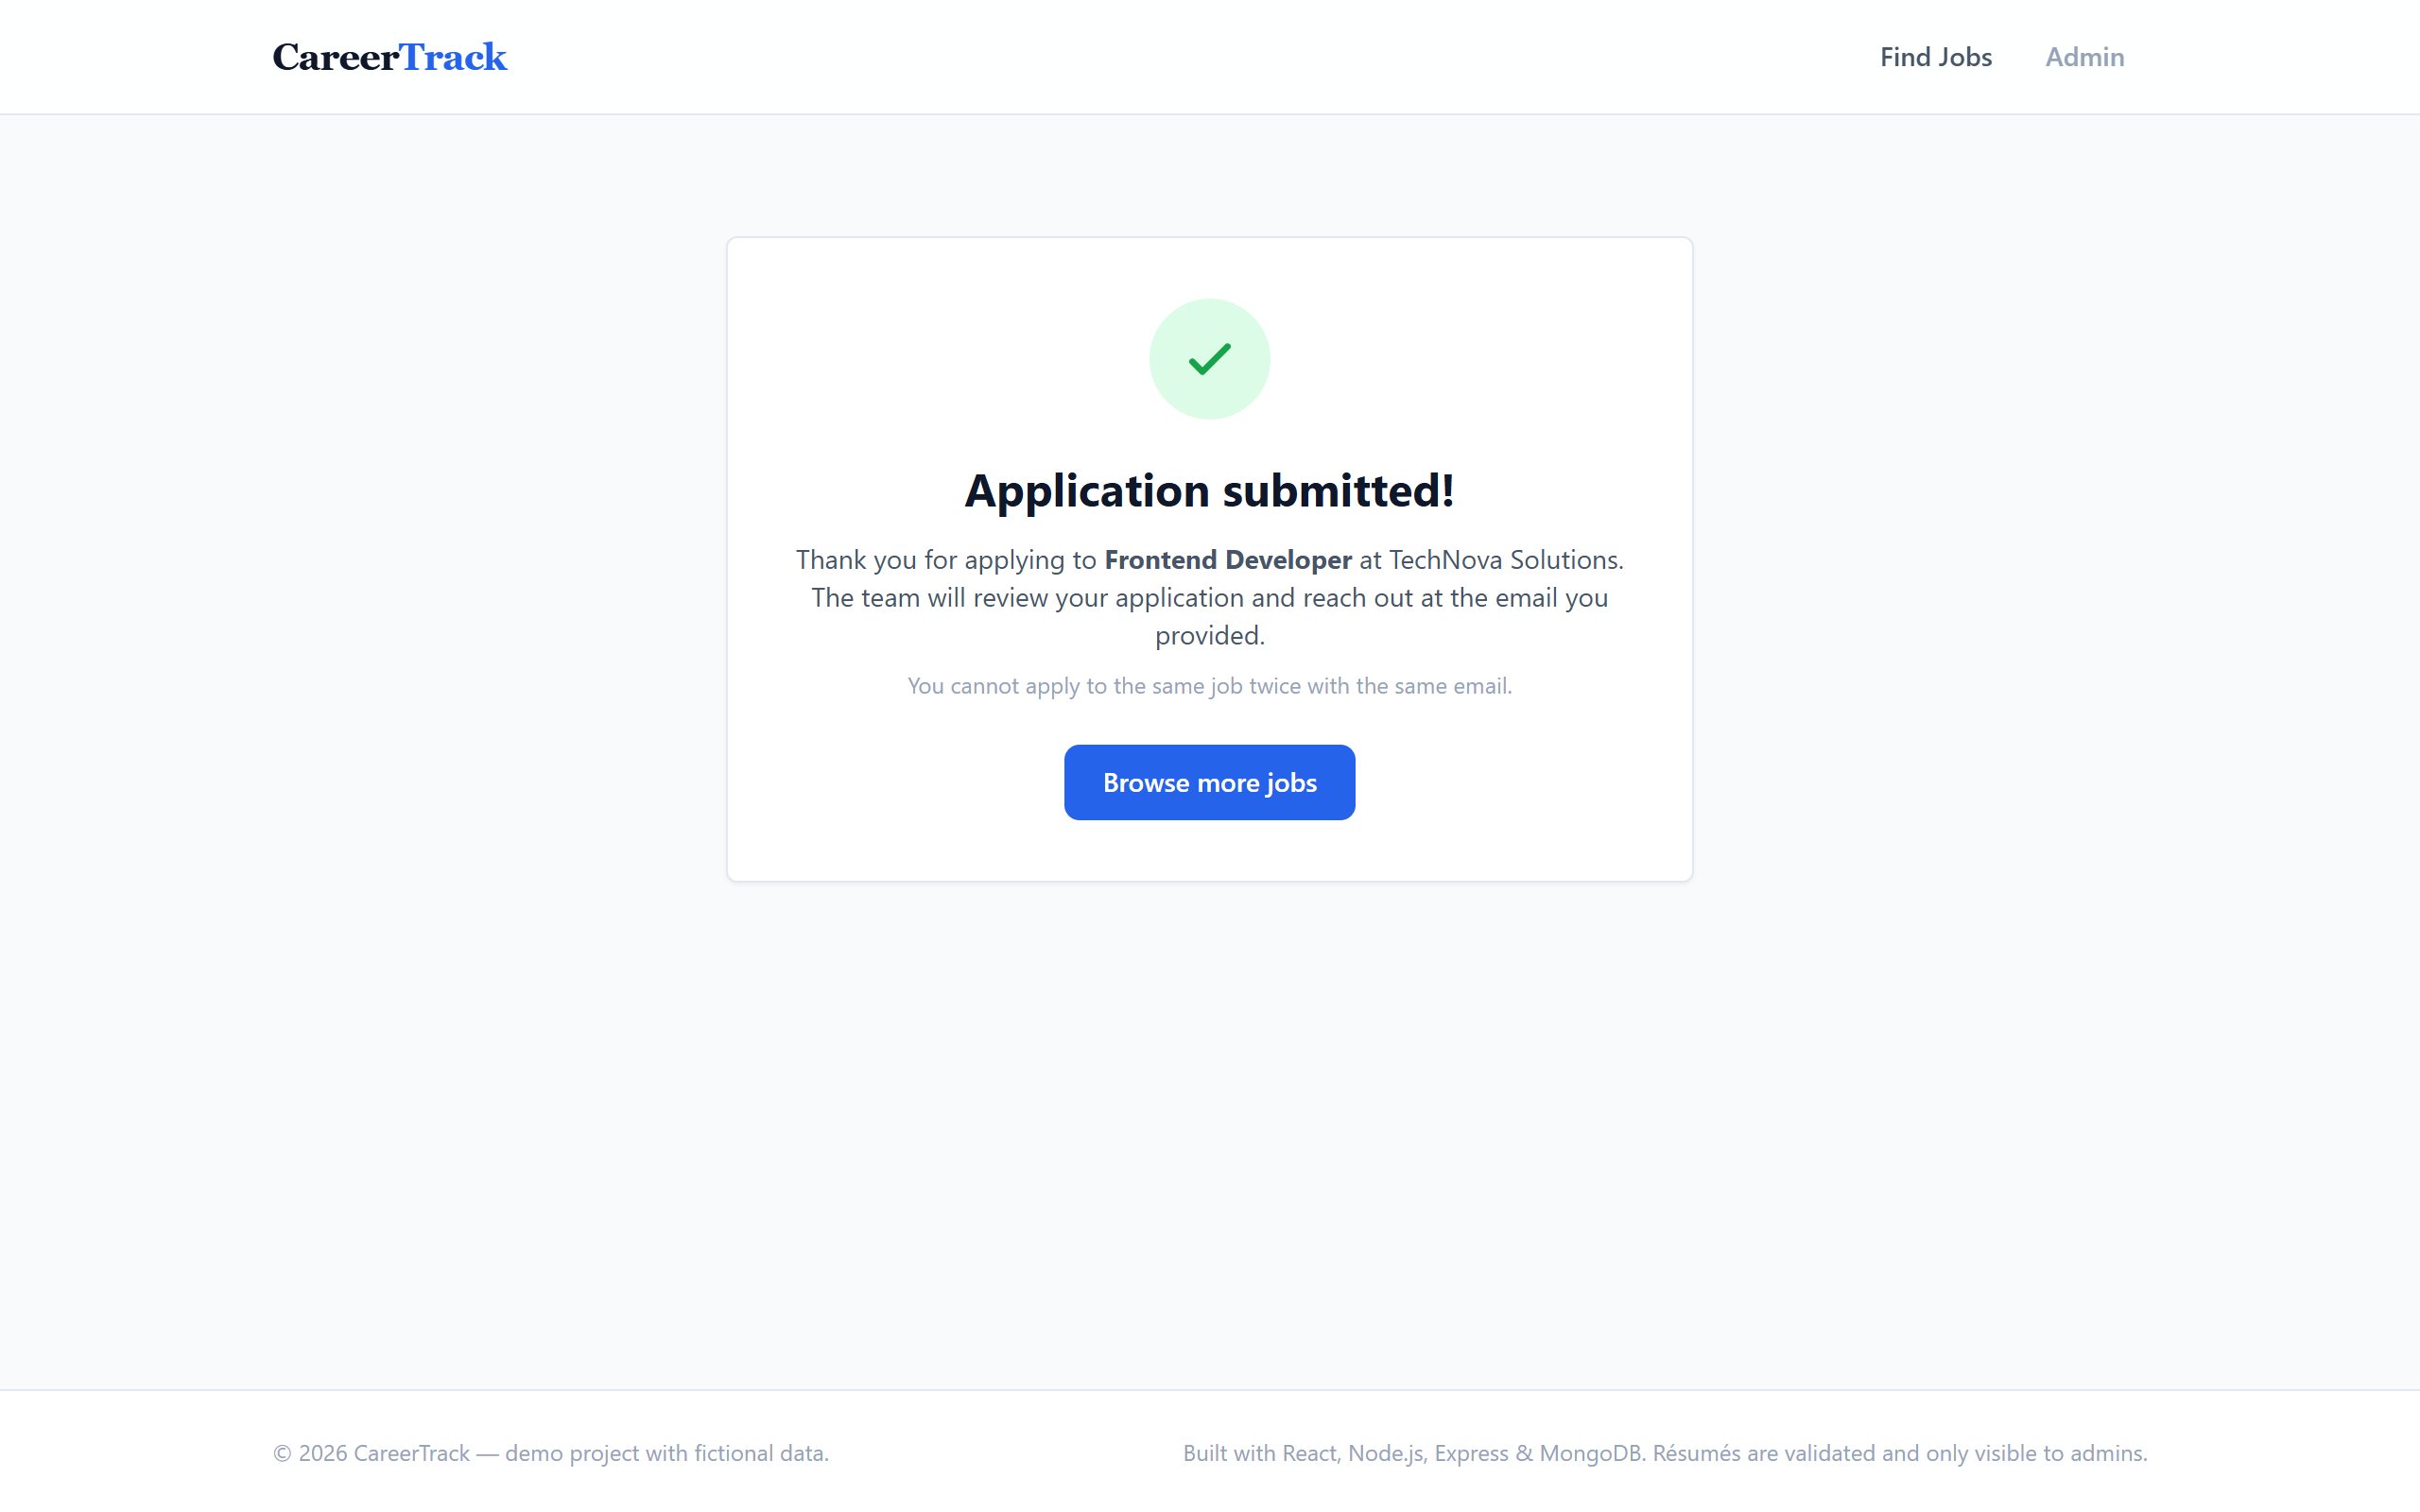 CareerTrack
Find Jobs
Admin
Application submitted!
Thank you for applying to Frontend Developer at TechNova Solutions.
The team will review your application and reach out at the email you
provided.
You cannot apply to the same job twice with the same email.
Browse more jobs
© 2026 CareerTrack — demo project with fictional data.
Built with React, Node.js, Express & MongoDB. Résumés are validated and only visible to admins.